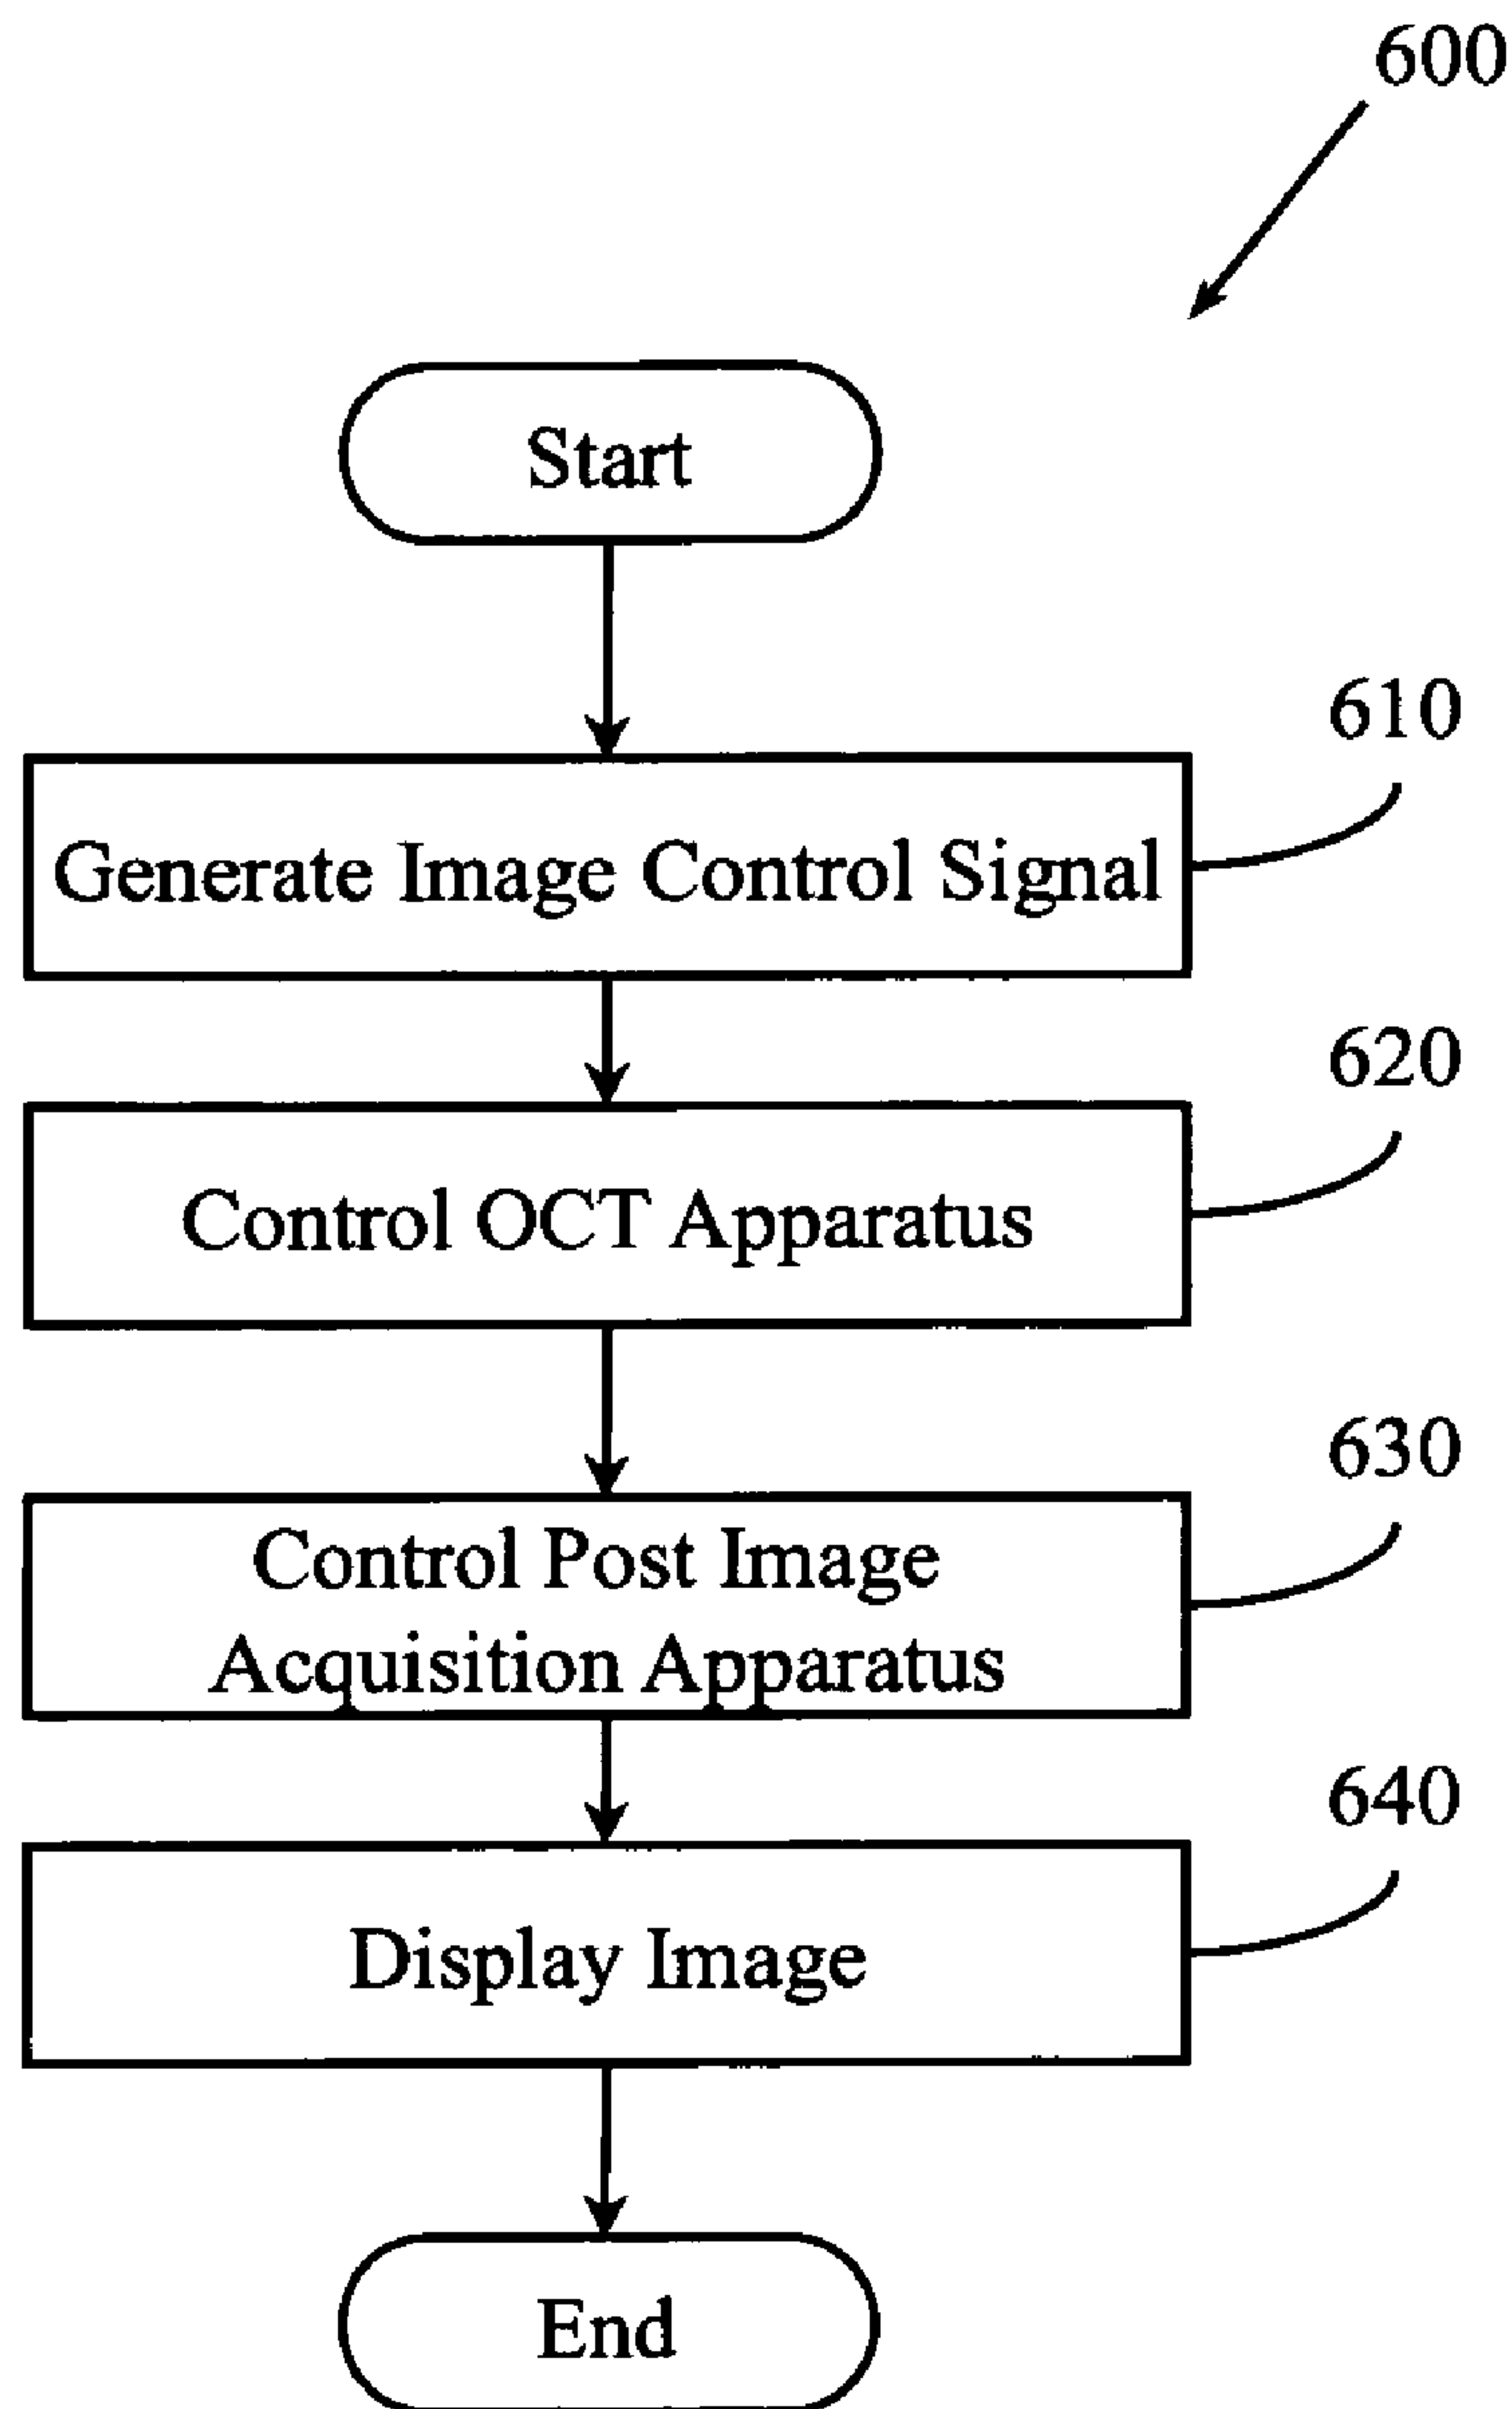 600
Start
610
Generate Image Control Signal
620
Control OCT Apparatus
630
Control Post Image
Acquisition Apparatus
640
Display Image
End